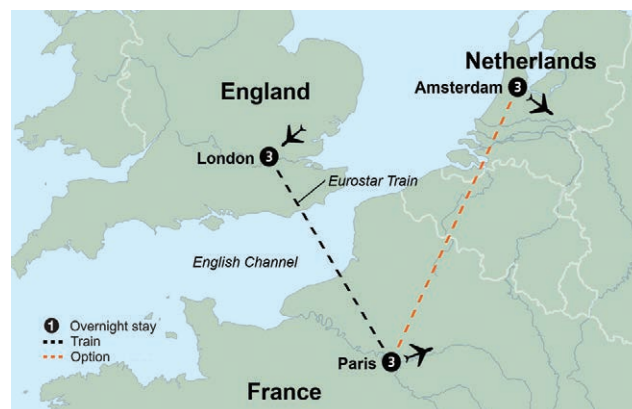 Netherlands
Amsterdam 3
England
London 3
Eurostar Train
English Channel
1 Overnight stay
Train
Option
Paris 3
France